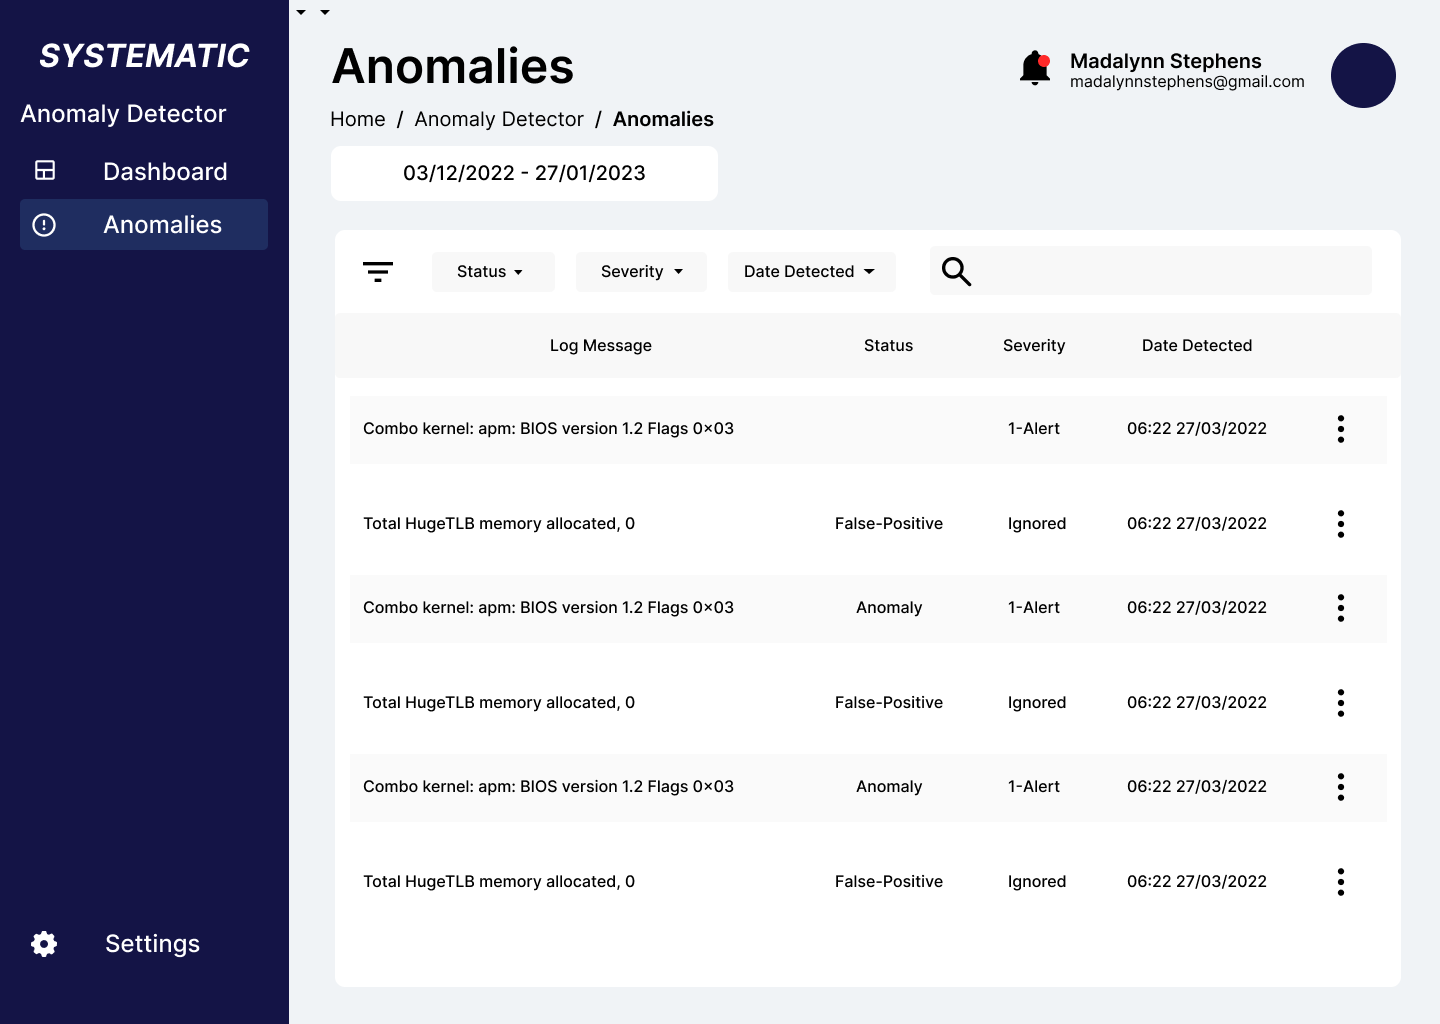 SYSTEMATIC
Anomaly Detector
Dashboard
Anomalies
Settings
Anomalies
Madalynn Stephens
madalynnstephens@gmail.com
Home / Anomaly Detector / Anomalies
03/12/2022 - 27/01/2023
Status Severity Date Detected
Log Message Status Severity Date Detected
Combo kernel: apm: BIOS version 1.2 Flags 0×03 1-Alert 06:22 27/03/2022
Total HugeTLB memory allocated, 0 False-Positive Ignored 06:22 27/03/2022
Combo kernel: apm: BIOS version 1.2 Flags 0×03 Anomaly 1-Alert 06:22 27/03/2022
Total HugeTLB memory allocated, 0 False-Positive Ignored 06:22 27/03/2022
Combo kernel: apm: BIOS version 1.2 Flags 0×03 Anomaly 1-Alert 06:22 27/03/2022
Total HugeTLB memory allocated, 0 False-Positive Ignored 06:22 27/03/2022